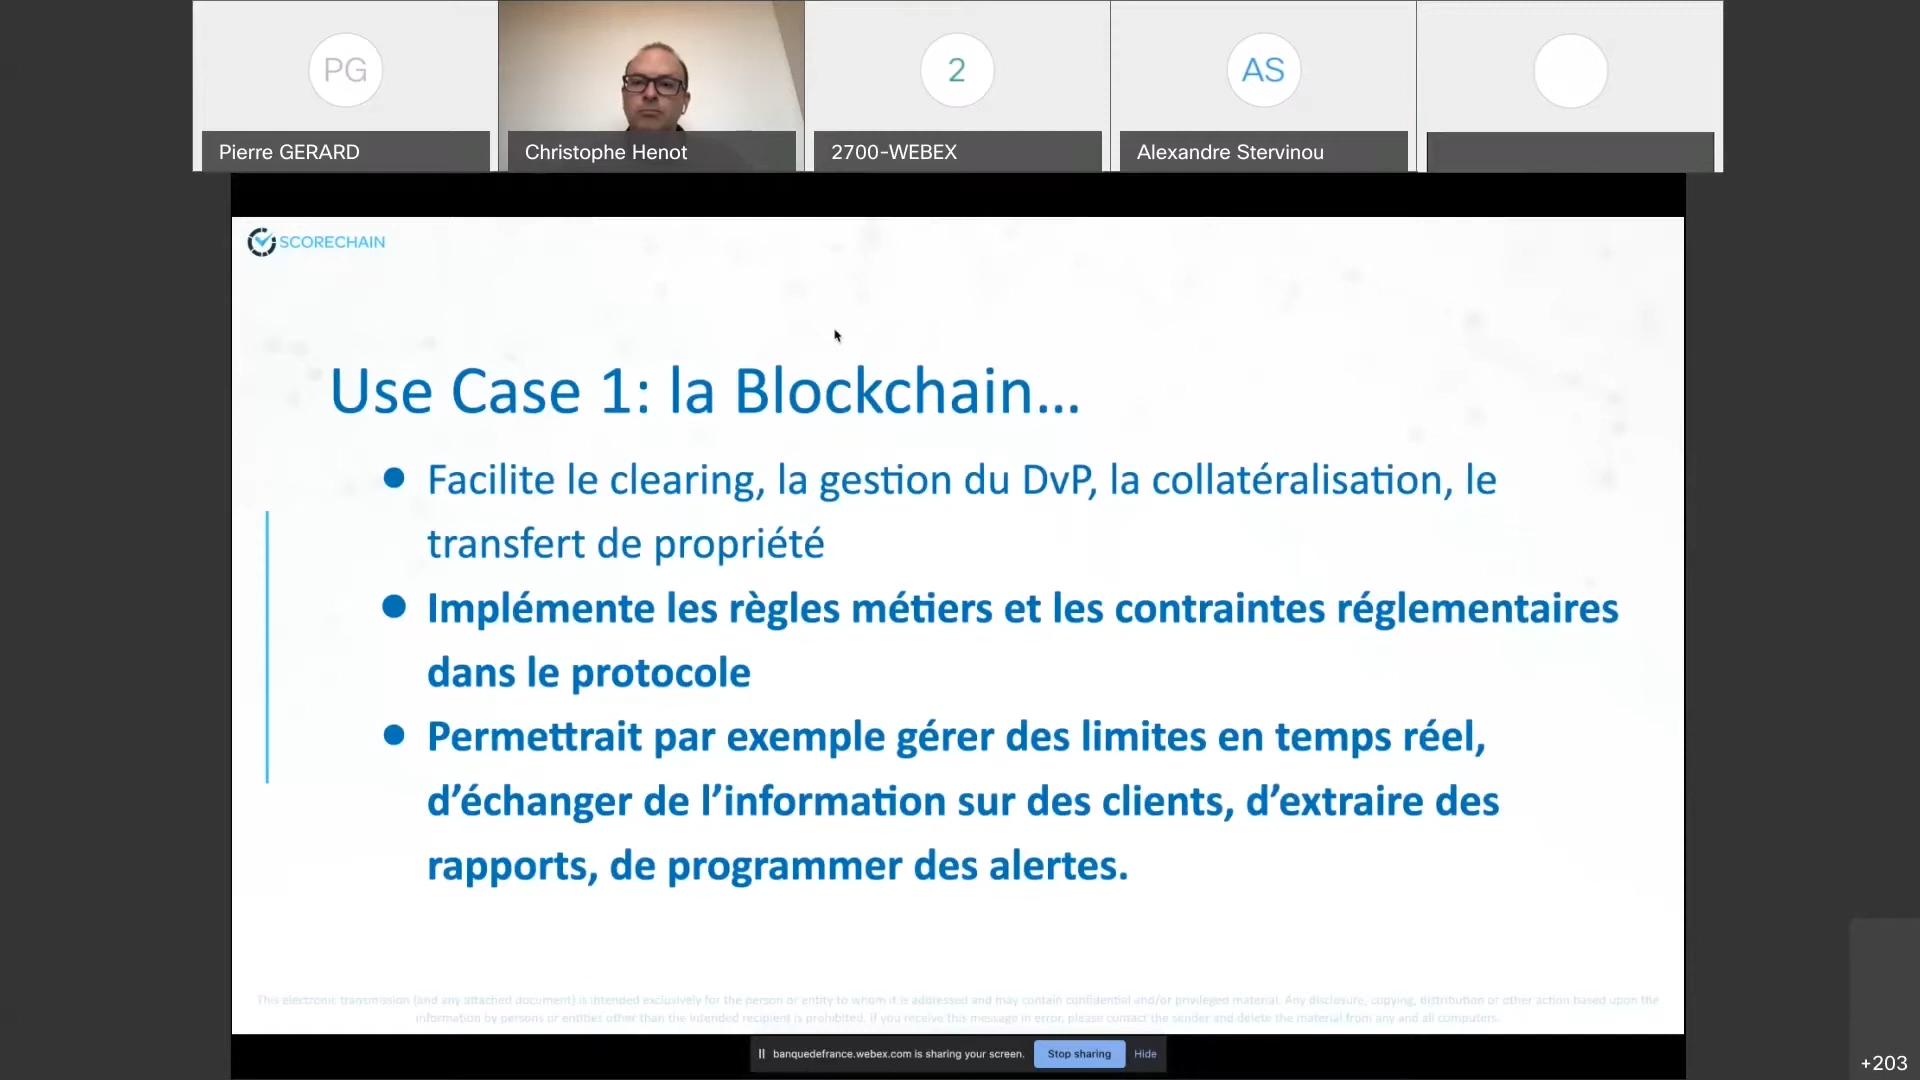 PG
2
AS
Pierre GERARD
Christophe Henot
2700-WEBEX
Alexandre Stervinou
SCORECHAIN
Use Case 1: la Blockchain...
● Facilite le clearing, la gestion du DvP, la collatéralisation, le
transfert de propriété
● Implémente les règles métiers et les contraintes réglementaires
dans le protocole
● Permettrait par exemple gérer des limites en temps réel,
d’échanger de l’information sur des clients, d’extraire des
rapports, de programmer des alertes.
This electronic transmission (and any attached document) is intended exclusively for the person or entity to whom it is addressed and may contain confidential and/or privileged material. Any disclosure, copying, distribution or other action based upon the
information by persons or entities other than the intended recipient is prohibited. If you receive this message in error, please contact the sender and delete the material from any and all computers.
banquedefrance.webex.com is sharing your screen.
Stop sharing
Hide
+203